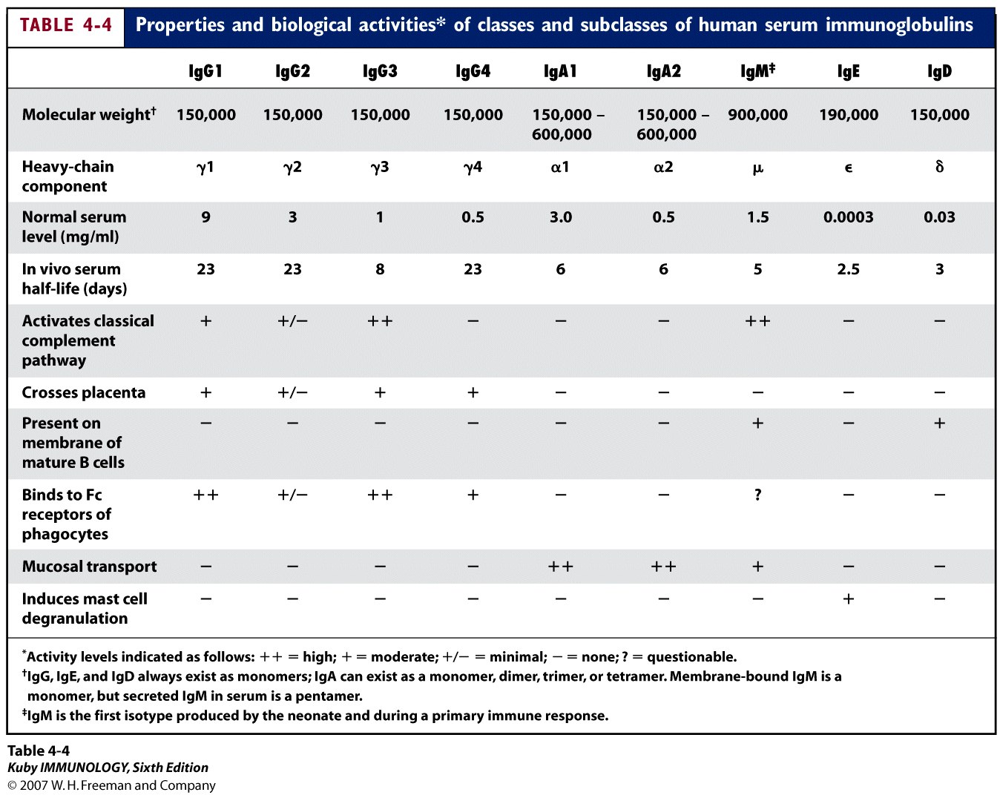 TABLE 4-4 Properties and biological activities* of classes and subclasses of human serum immunoglobulins
IgG1 IgG2 IgG3 IgG4 IgA1 IgA2 IgM‡ IgE IgD
Molecular weight† 150,000 150,000 150,000 150,000 150,000 – 150,000 – 900,000 190,000 150,000
600,000 600,000
Heavy-chain γ1 γ2 γ3 γ4 α1 α2 μ ϵ δ
component
Normal serum 9 3 1 0.5 3.0 0.5 1.5 0.0003 0.03
level (mg/ml)
In vivo serum 23 23 8 23 6 6 5 2.5 3
half-life (days)
Activates classical + +/− ++ − − − ++ − −
complement
pathway
Crosses placenta + +/− + + − − − − −
Present on − − − − − − + − +
membrane of
mature B cells
Binds to Fc ++ +/− ++ + − − ? − −
receptors of
phagocytes
Mucosal transport − − − − ++ ++ + − −
Induces mast cell − − − − − − − + −
degranulation
*Activity levels indicated as follows: ++ = high; + = moderate; +/− = minimal; − = none; ? = questionable.
†IgG, IgE, and IgD always exist as monomers; IgA can exist as a monomer, dimer, trimer, or tetramer. Membrane-bound IgM is a
monomer, but secreted IgM in serum is a pentamer.
‡IgM is the first isotype produced by the neonate and during a primary immune response.
Table 4-4
Kuby IMMUNOLOGY, Sixth Edition
© 2007 W. H. Freeman and Company